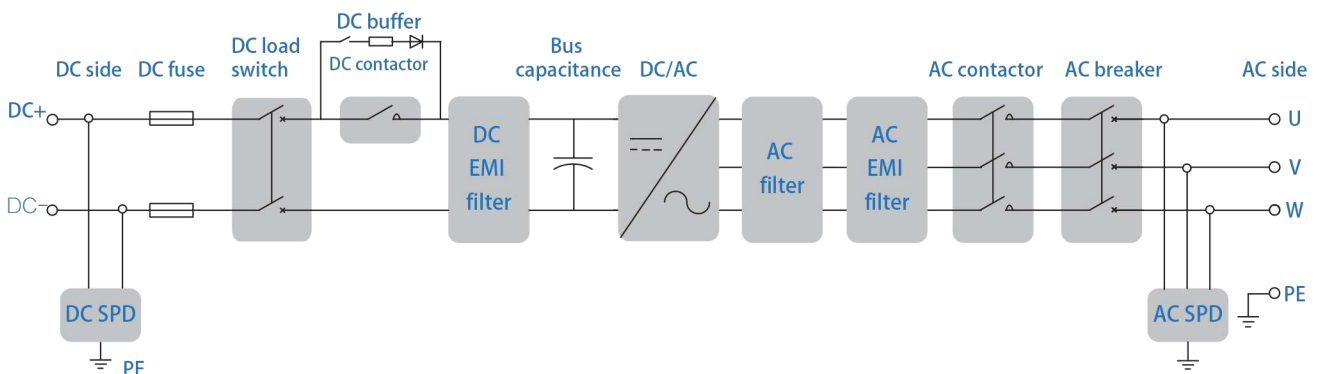 DC buffer
DC load
switch
DC contactor
Bus
capacitance
DC side
DC fuse
DC/AC
AC contactor
AC breaker
AC side
DC+
U
DC
EMI
filter
AC
filter
AC
EMI
filter
V
DC−
W
DC SPD
PE
AC SPD
PE